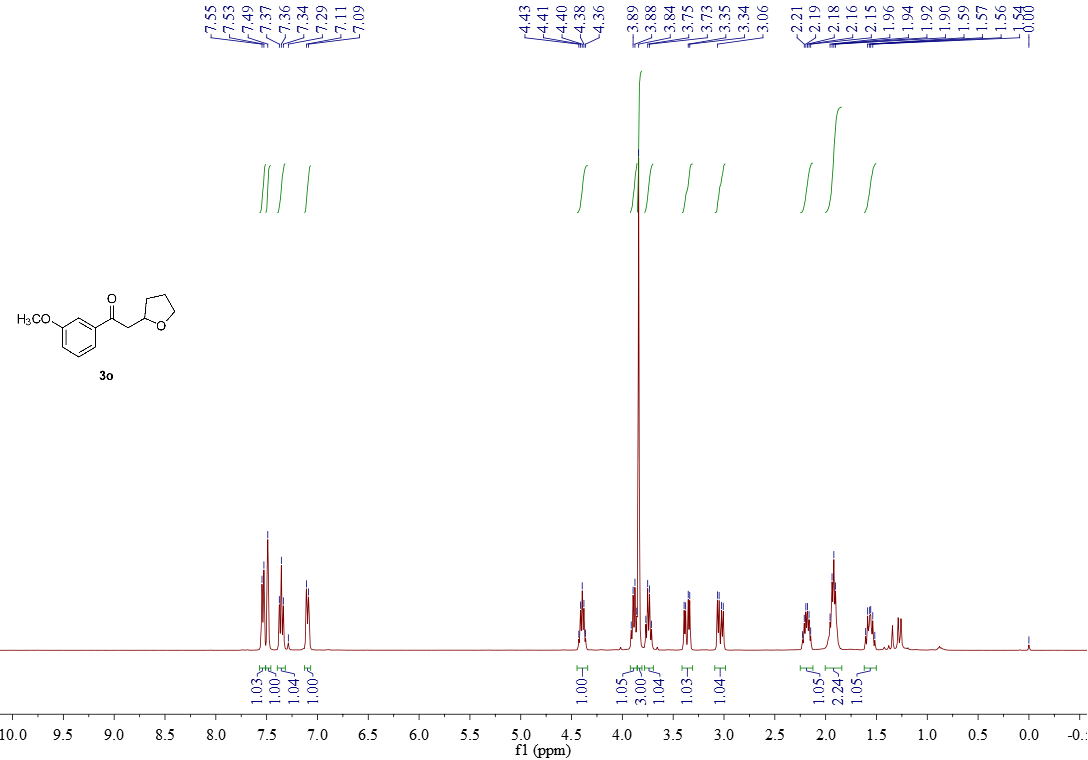 7.55 7.53 7.49 7.37 7.36 7.34 7.29 7.11 7.09 4.43 4.41 4.40 4.38 4.36 3.89 3.88 3.84 3.75 3.73 3.35 3.34 3.06 2.21 2.19 2.18 2.16 2.15 1.96 1.94 1.92 1.90 1.59 1.57 1.56 1.54 0.00
O
H3CO
O
3o
1.03 1.00 1.04 1.00 1.00 1.05 3.00 1.04 1.03 1.04 1.05 2.24 1.05
10.0 9.5 9.0 8.5 8.0 7.5 7.0 6.5 6.0 5.5 5.0 4.5 4.0 3.5 3.0 2.5 2.0 1.5 1.0 0.5 0.0
f1 (ppm)